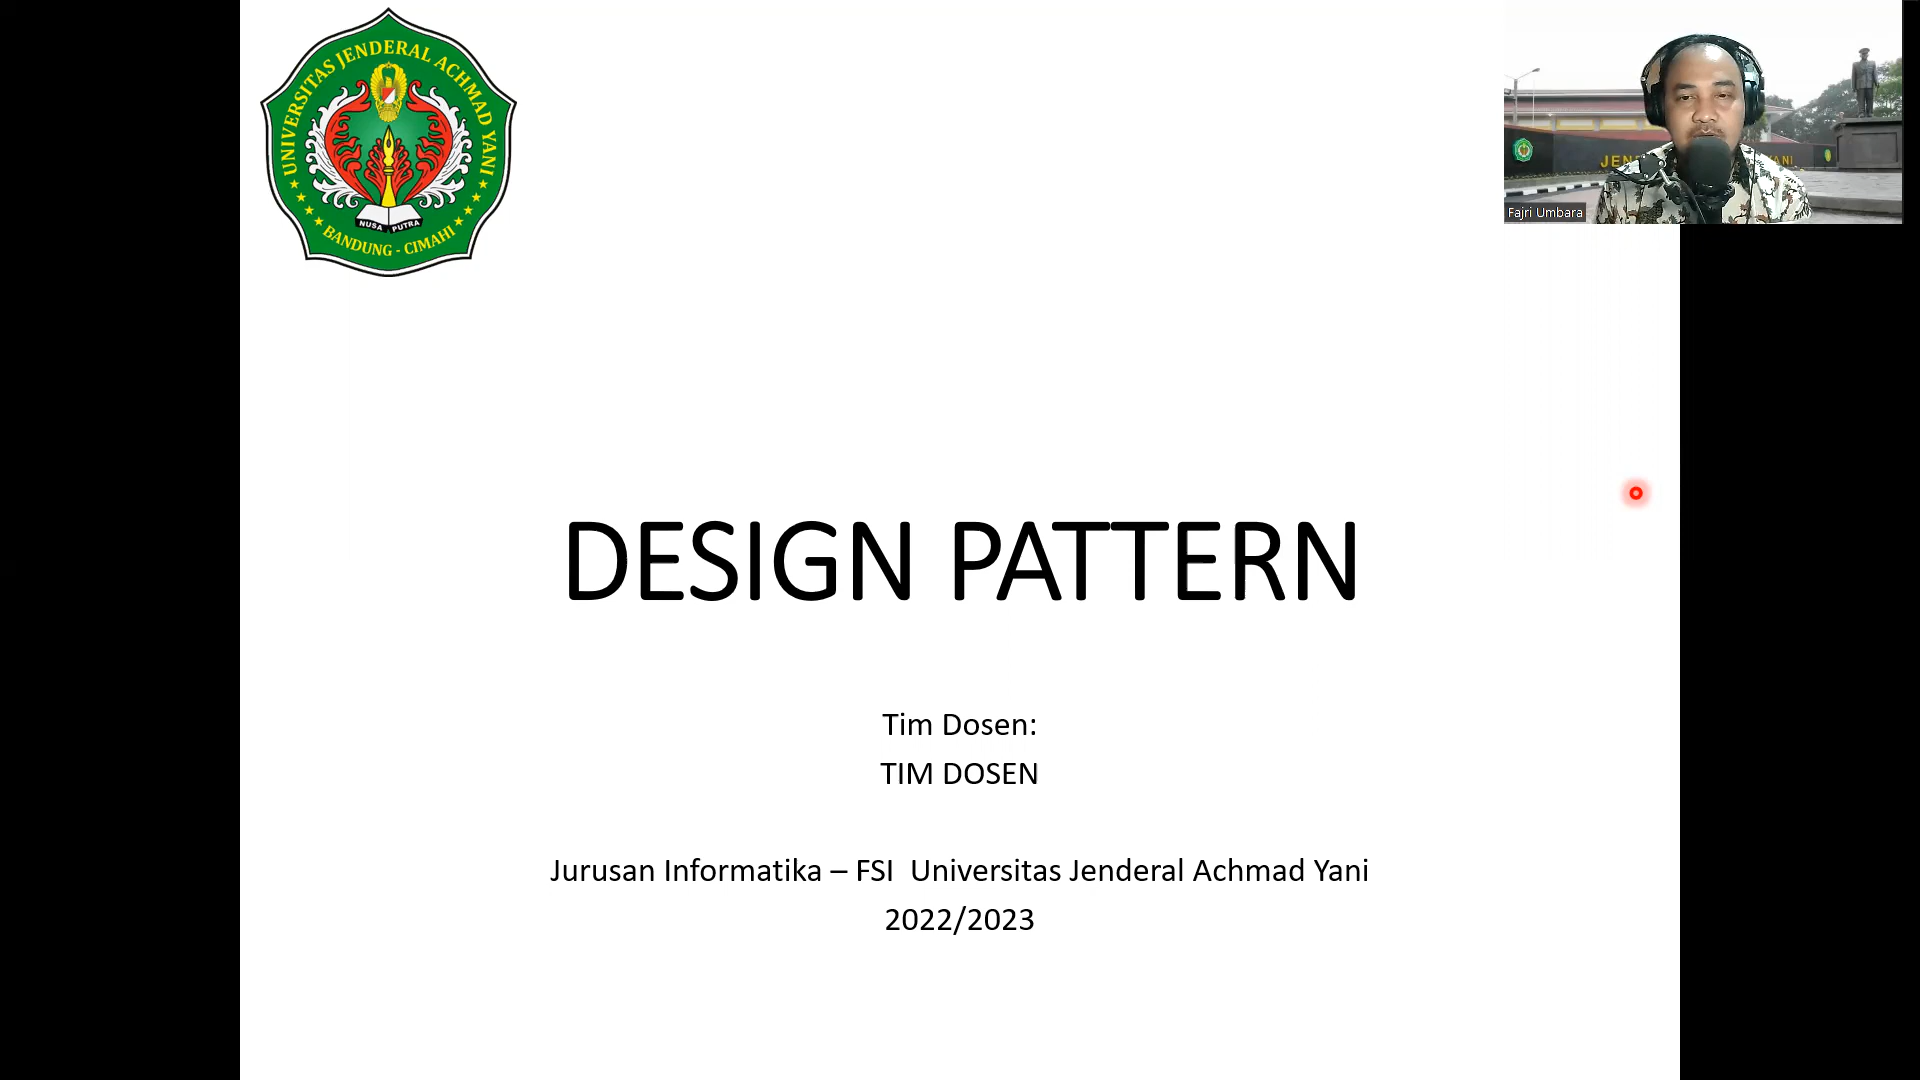 UNIVERSITAS JENDERAL ACHMAD YANI
NUSA PUTRA
BANDUNG - CIMAHI
Fajri Umbara
DESIGN PATTERN
Tim Dosen:
TIM DOSEN
Jurusan Informatika – FSI  Universitas Jenderal Achmad Yani
2022/2023